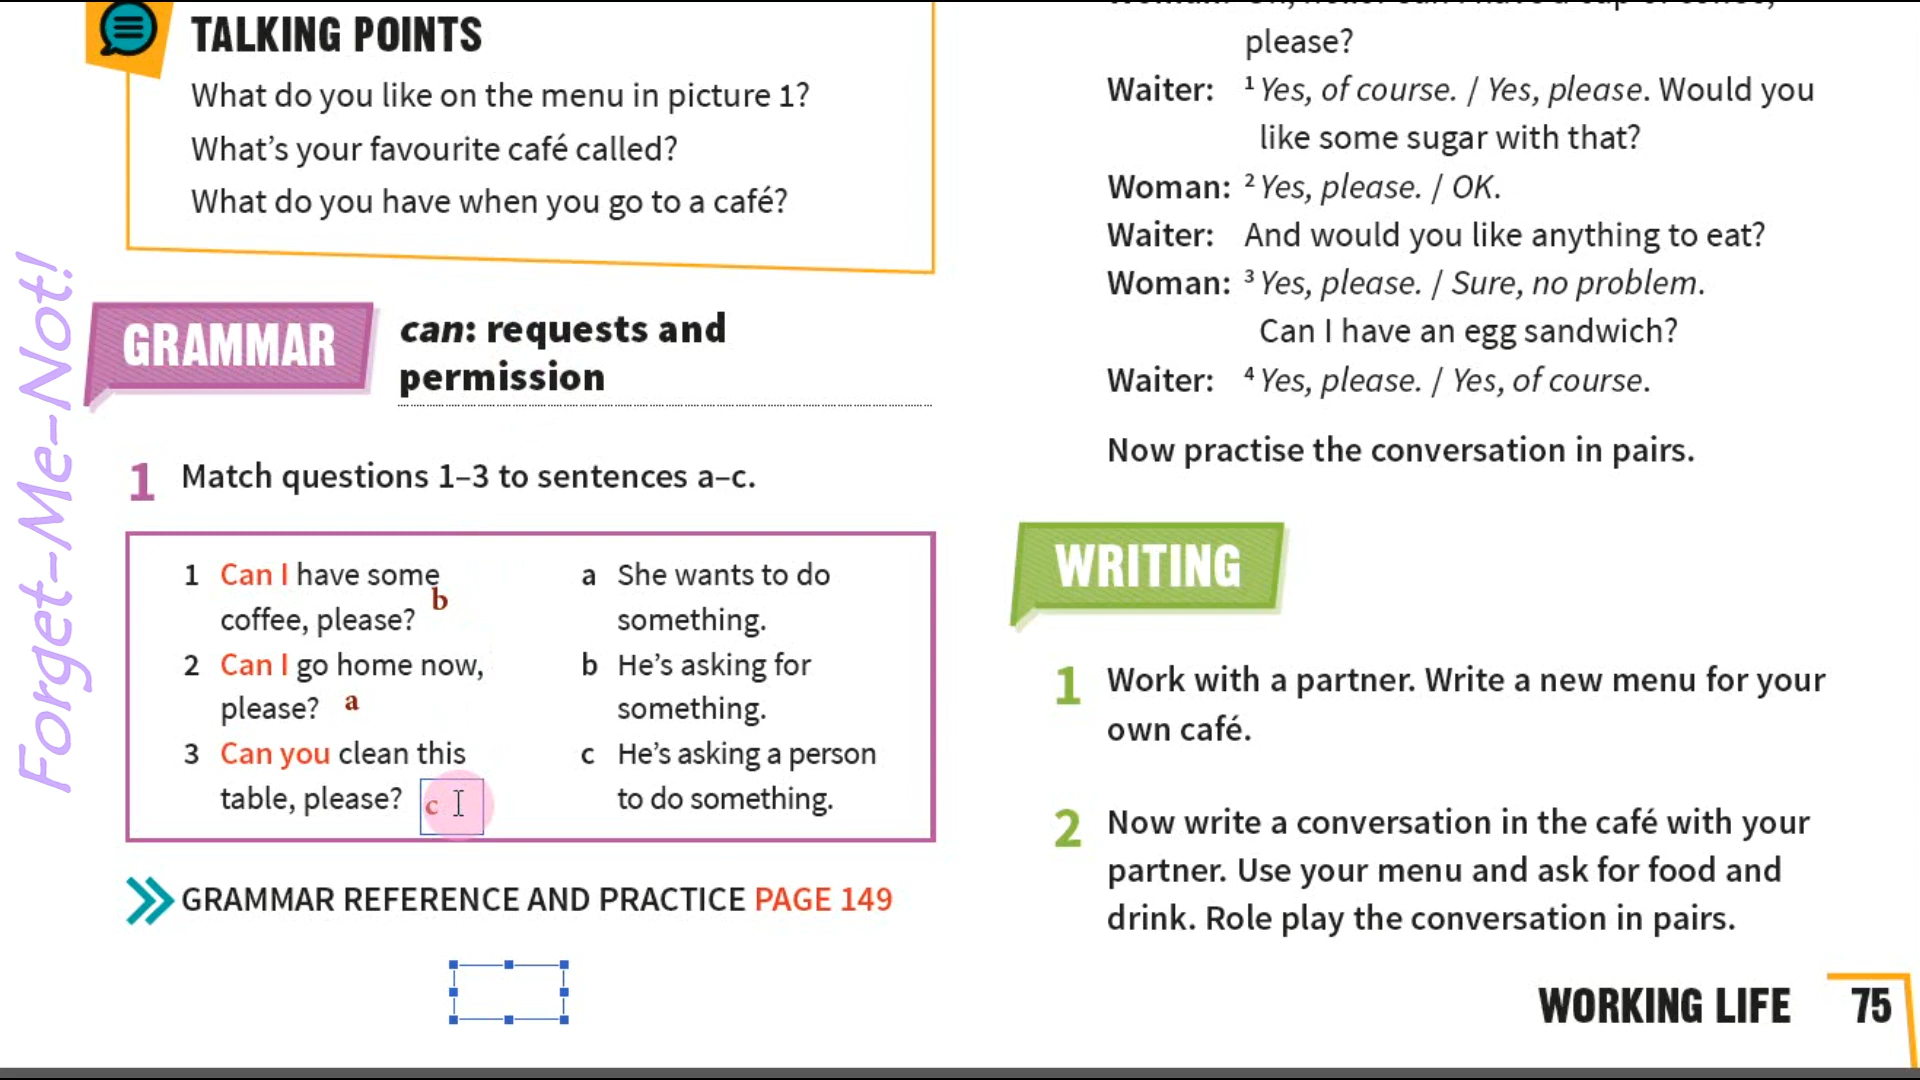 TALKING POINTS
What do you like on the menu in picture 1?
What's your favourite café called?
What do you have when you go to a café?
Forget-Me-Not!
GRAMMAR
can: requests and
permission
1 Match questions 1–3 to sentences a–c.
1 Can I have some
coffee, please? b
2 Can I go home now,
please? a
3 Can you clean this
table, please? c
a She wants to do
something.
b He's asking for
something.
c He's asking a person
to do something.
GRAMMAR REFERENCE AND PRACTICE PAGE 149
please?
Waiter: 1 Yes, of course. / Yes, please. Would you
like some sugar with that?
Woman: 2 Yes, please. / OK.
Waiter: And would you like anything to eat?
Woman: 3 Yes, please. / Sure, no problem.
Can I have an egg sandwich?
Waiter: 4 Yes, please. / Yes, of course.
Now practise the conversation in pairs.
WRITING
1 Work with a partner. Write a new menu for your
own café.
2 Now write a conversation in the café with your
partner. Use your menu and ask for food and
drink. Role play the conversation in pairs.
WORKING LIFE 75